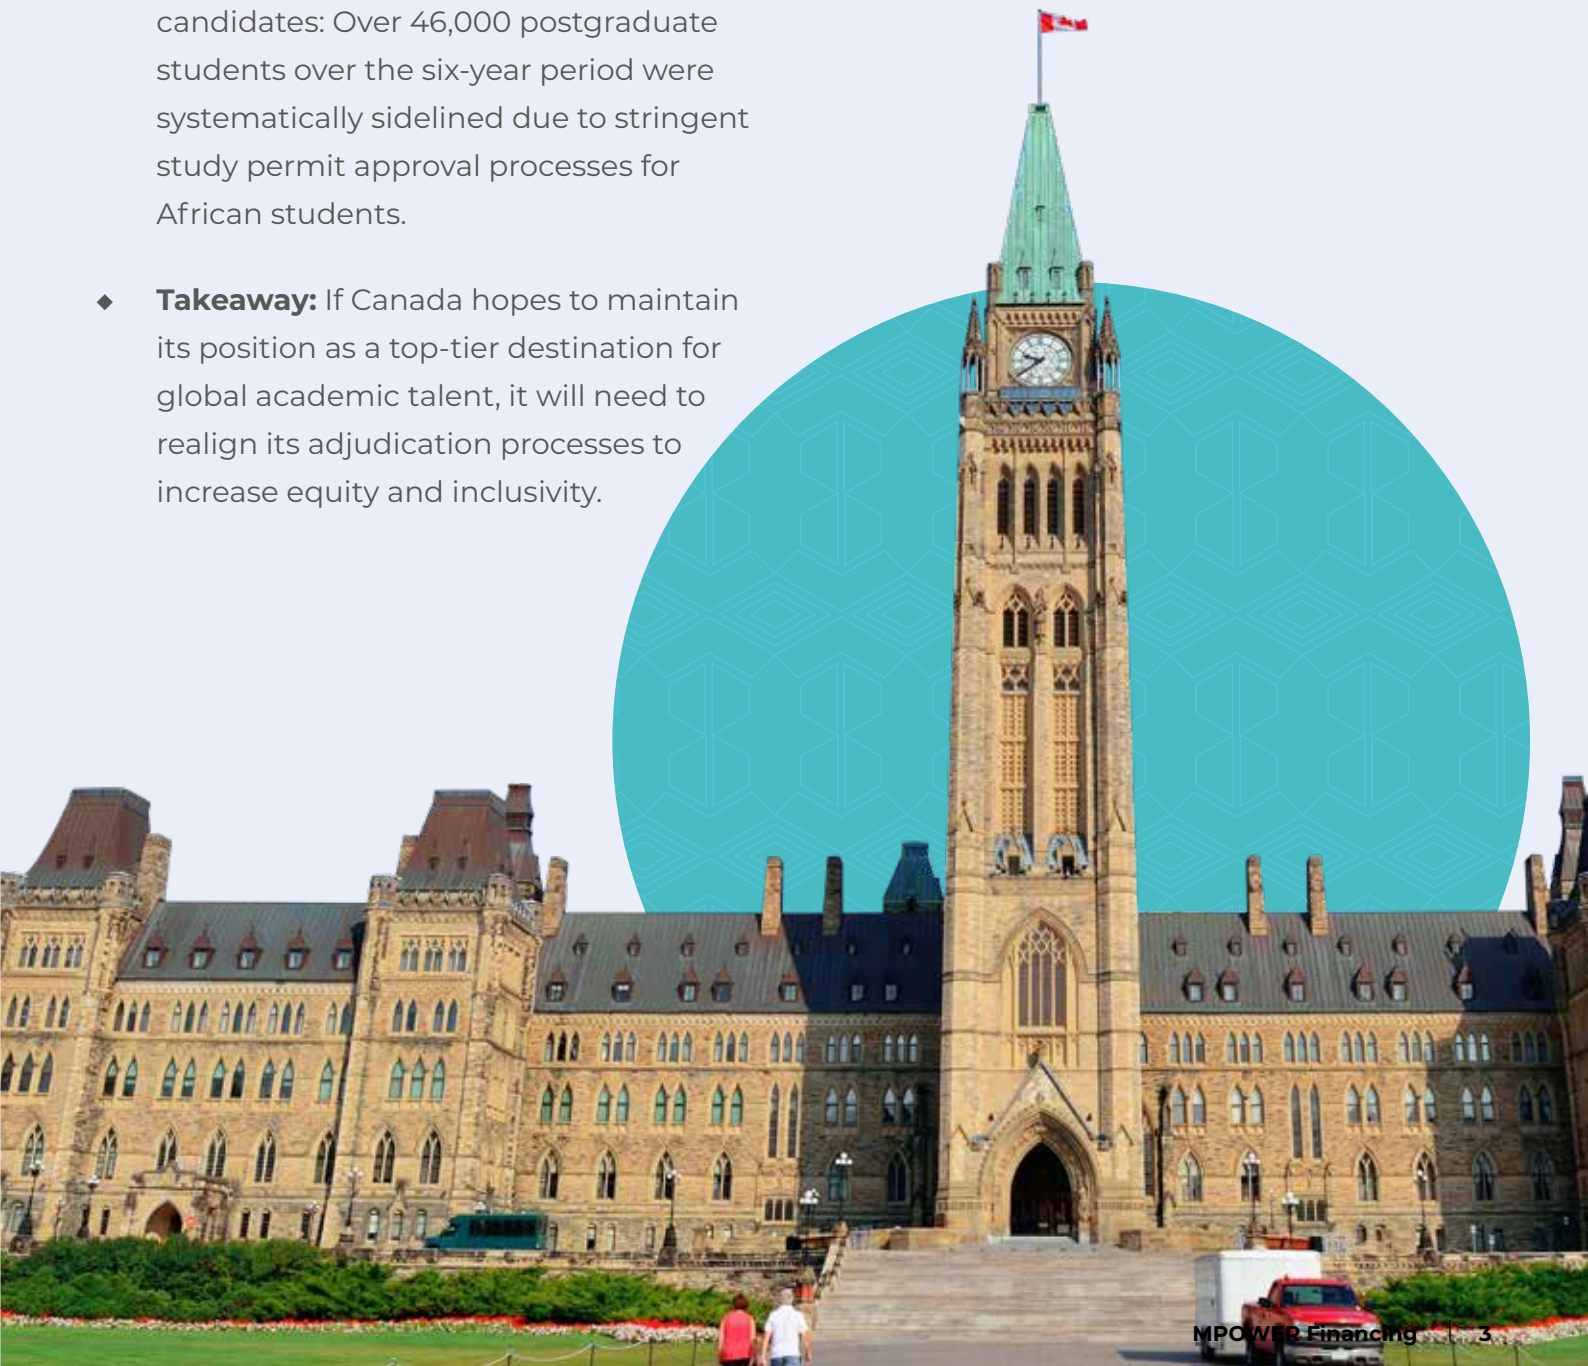 candidates: Over 46,000 postgraduate
students over the six-year period were
systematically sidelined due to stringent
study permit approval processes for
African students.
◆ Takeaway: If Canada hopes to maintain
its position as a top-tier destination for
global academic talent, it will need to
realign its adjudication processes to
increase equity and inclusivity.
MPOWER Financing | 3